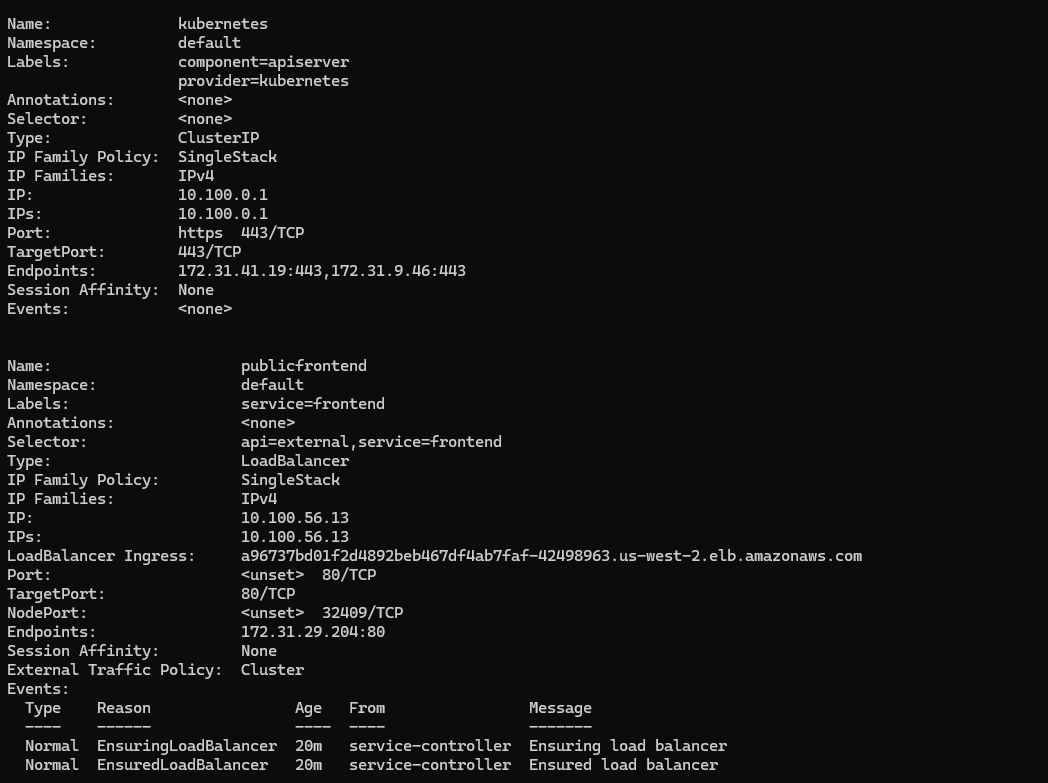 Name:              kubernetes
Namespace:         default
Labels:            component=apiserver
                   provider=kubernetes
Annotations:       <none>
Selector:          <none>
Type:              ClusterIP
IP Family Policy:  SingleStack
IP Families:       IPv4
IP:                10.100.0.1
IPs:               10.100.0.1
Port:              https  443/TCP
TargetPort:        443/TCP
Endpoints:         172.31.41.19:443,172.31.9.46:443
Session Affinity:  None
Events:            <none>

Name:                     publicfrontend
Namespace:                default
Labels:                   service=frontend
Annotations:              <none>
Selector:                 api=external,service=frontend
Type:                     LoadBalancer
IP Family Policy:         SingleStack
IP Families:              IPv4
IP:                       10.100.56.13
IPs:                      10.100.56.13
LoadBalancer Ingress:     a96737bd01f2d4892beb467df4ab7faf-42498963.us-west-2.elb.amazonaws.com
Port:                     <unset>  80/TCP
TargetPort:               80/TCP
NodePort:                 <unset>  32409/TCP
Endpoints:                172.31.29.204:80
Session Affinity:         None
External Traffic Policy:  Cluster
Events:
  Type    Reason                Age   From                Message
  ----    ------                ----  ----                -------
  Normal  EnsuringLoadBalancer  20m   service-controller  Ensuring load balancer
  Normal  EnsuredLoadBalancer   20m   service-controller  Ensured load balancer